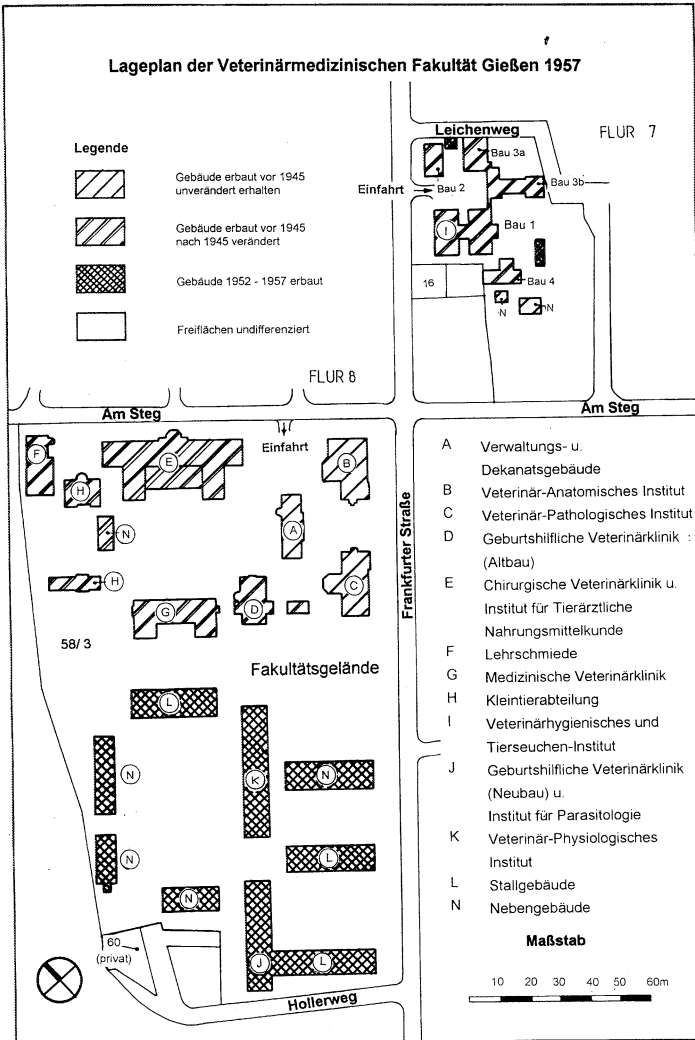 Lageplan der Veterinärmedizinischen Fakultät Gießen 1957
Legende
Gebäude erbaut vor 1945
unverändert erhalten
Gebäude erbaut vor 1945
nach 1945 verändert
Gebäude 1952 - 1957 erbaut
Freiflächen undifferenziert
Leichenweg
FLUR 7
Bau 3a
Einfahrt
Bau 2
Bau 3b
I
Bau 1
16
Bau 4
N
N
FLUR 8
Am Steg
Am Steg
Einfahrt
F
E
B
H
N
A
H
G
D
C
58/3
Fakultätsgelände
Frankfurter Straße
L
N
K
N
N
L
N
60
(privat)
J
L
Hollerweg
A Verwaltungs- u.
Dekanatsgebäude
B Veterinär-Anatomisches Institut
C Veterinär-Pathologisches Institut
D Geburtshilfliche Veterinärklinik :
(Altbau)
E Chirurgische Veterinärklinik u.
Institut für Tierärztliche
Nahrungsmittelkunde
F Lehrschmiede
G Medizinische Veterinärklinik
H Kleintierabteilung
I Veterinärhygienisches und
Tierseuchen-Institut
J Geburtshilfliche Veterinärklinik
(Neubau) u.
Institut für Parasitologie
K Veterinär-Physiologisches
Institut
L Stallgebäude
N Nebengebäude
Maßstab
10 20 30 40 50 60m